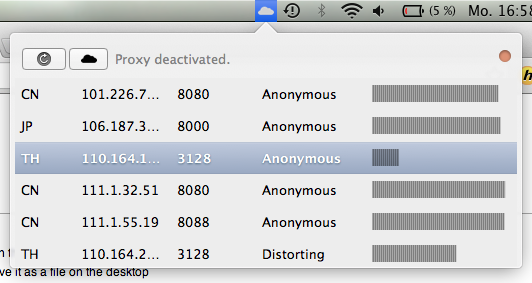 (5 %) Mo. 16:58
Proxy deactivated.
CN 101.226.7... 8080 Anonymous
JP 106.187.3... 8000 Anonymous
TH 110.164.1... 3128 Anonymous
CN 111.1.32.51 8080 Anonymous
CN 111.1.55.19 8088 Anonymous
TH 110.164.2... 3128 Distorting
ve it as a file on the desktop